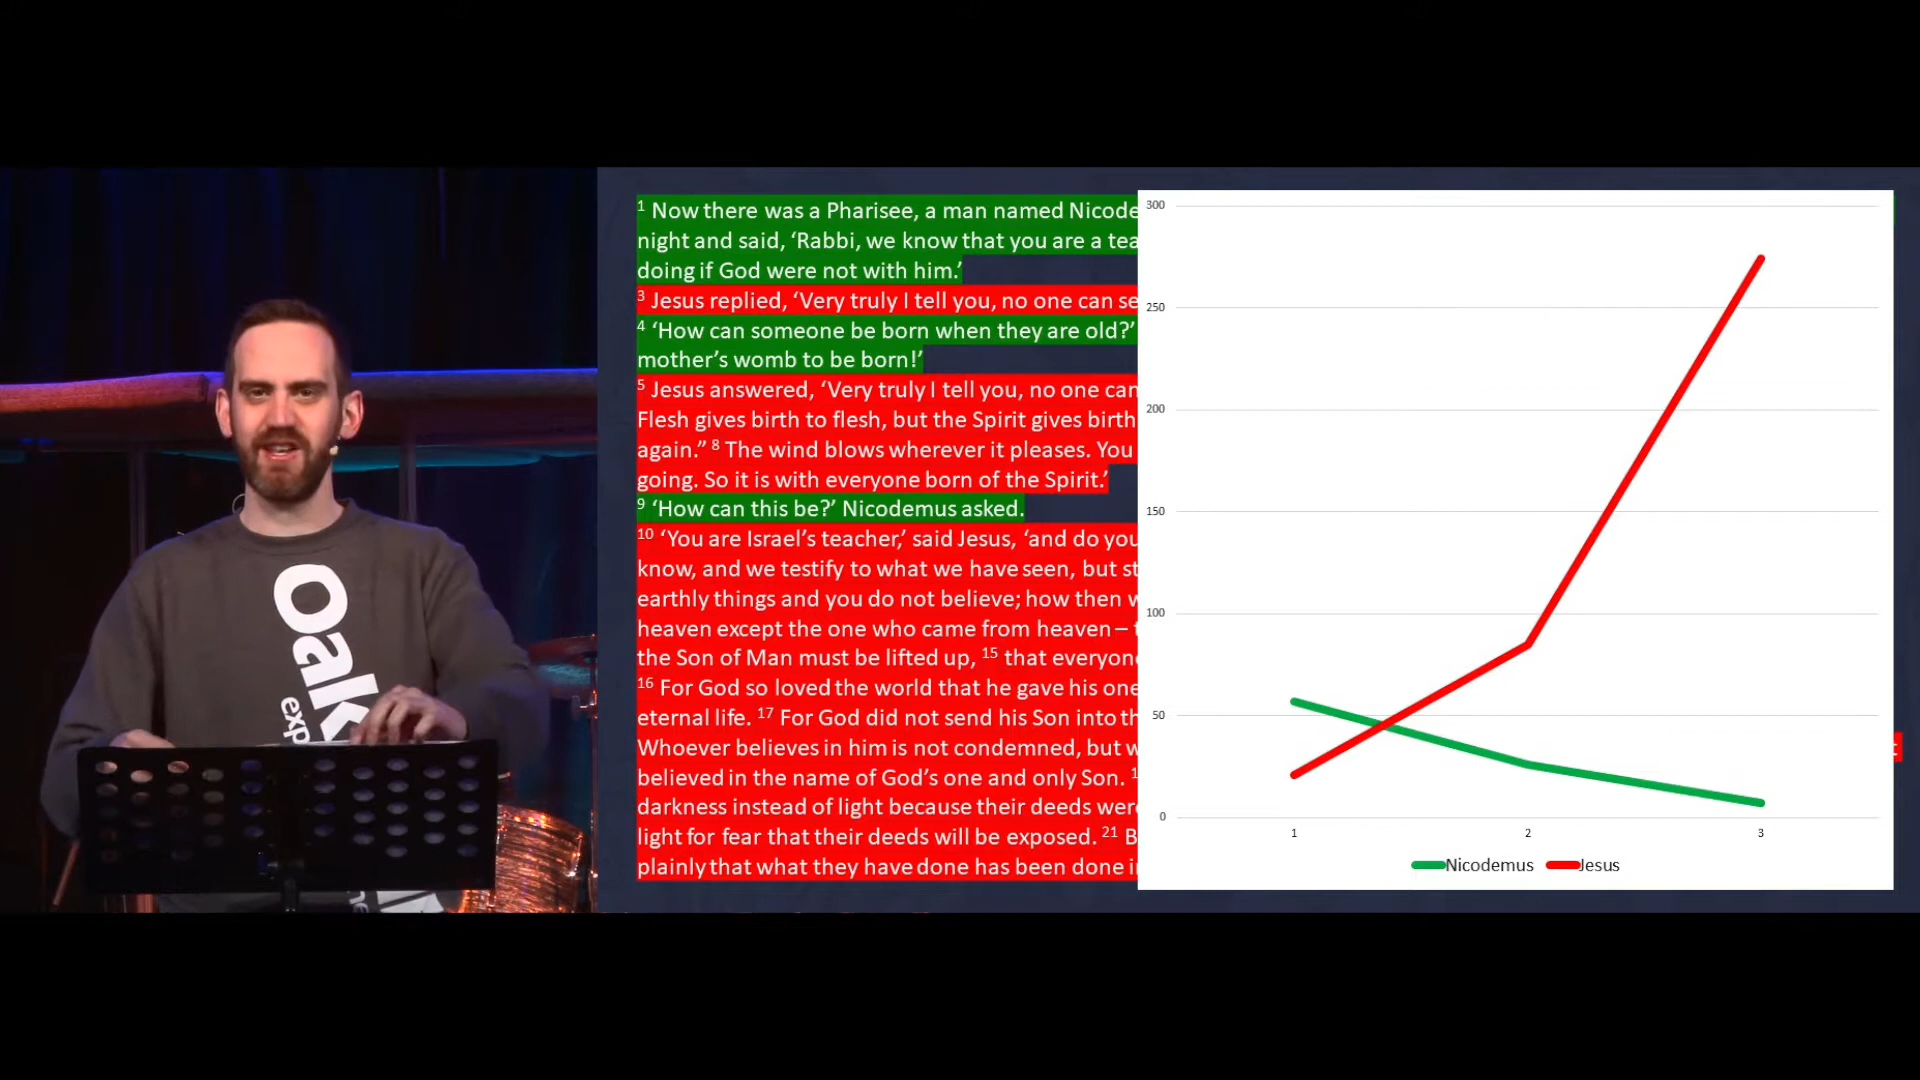 1 Now there was a Pharisee, a man named Nicode
night and said, ‘Rabbi, we know that you are a tea
doing if God were not with him.’
3 Jesus replied, ‘Very truly I tell you, no one can se
4 ‘How can someone be born when they are old?’
mother’s womb to be born!’
5 Jesus answered, ‘Very truly I tell you, no one can
Flesh gives birth to flesh, but the Spirit gives birth
again.” 8 The wind blows wherever it pleases. You
going. So it is with everyone born of the Spirit.’
9 ‘How can this be?’ Nicodemus asked.
10 ‘You are Israel’s teacher,’ said Jesus, ‘and do you
know, and we testify to what we have seen, but st
earthly things and you do not believe; how then w
heaven except the one who came from heaven – t
the Son of Man must be lifted up, 15 that everyone
16 For God so loved the world that he gave his one
eternal life. 17 For God did not send his Son into th
Whoever believes in him is not condemned, but w
believed in the name of God’s one and only Son. 1
darkness instead of light because their deeds were
light for fear that their deeds will be exposed. 21 B
plainly that what they have done has been done i
300
250
200
150
100
50
0
1 2 3
Nicodemus Jesus
oak
exp